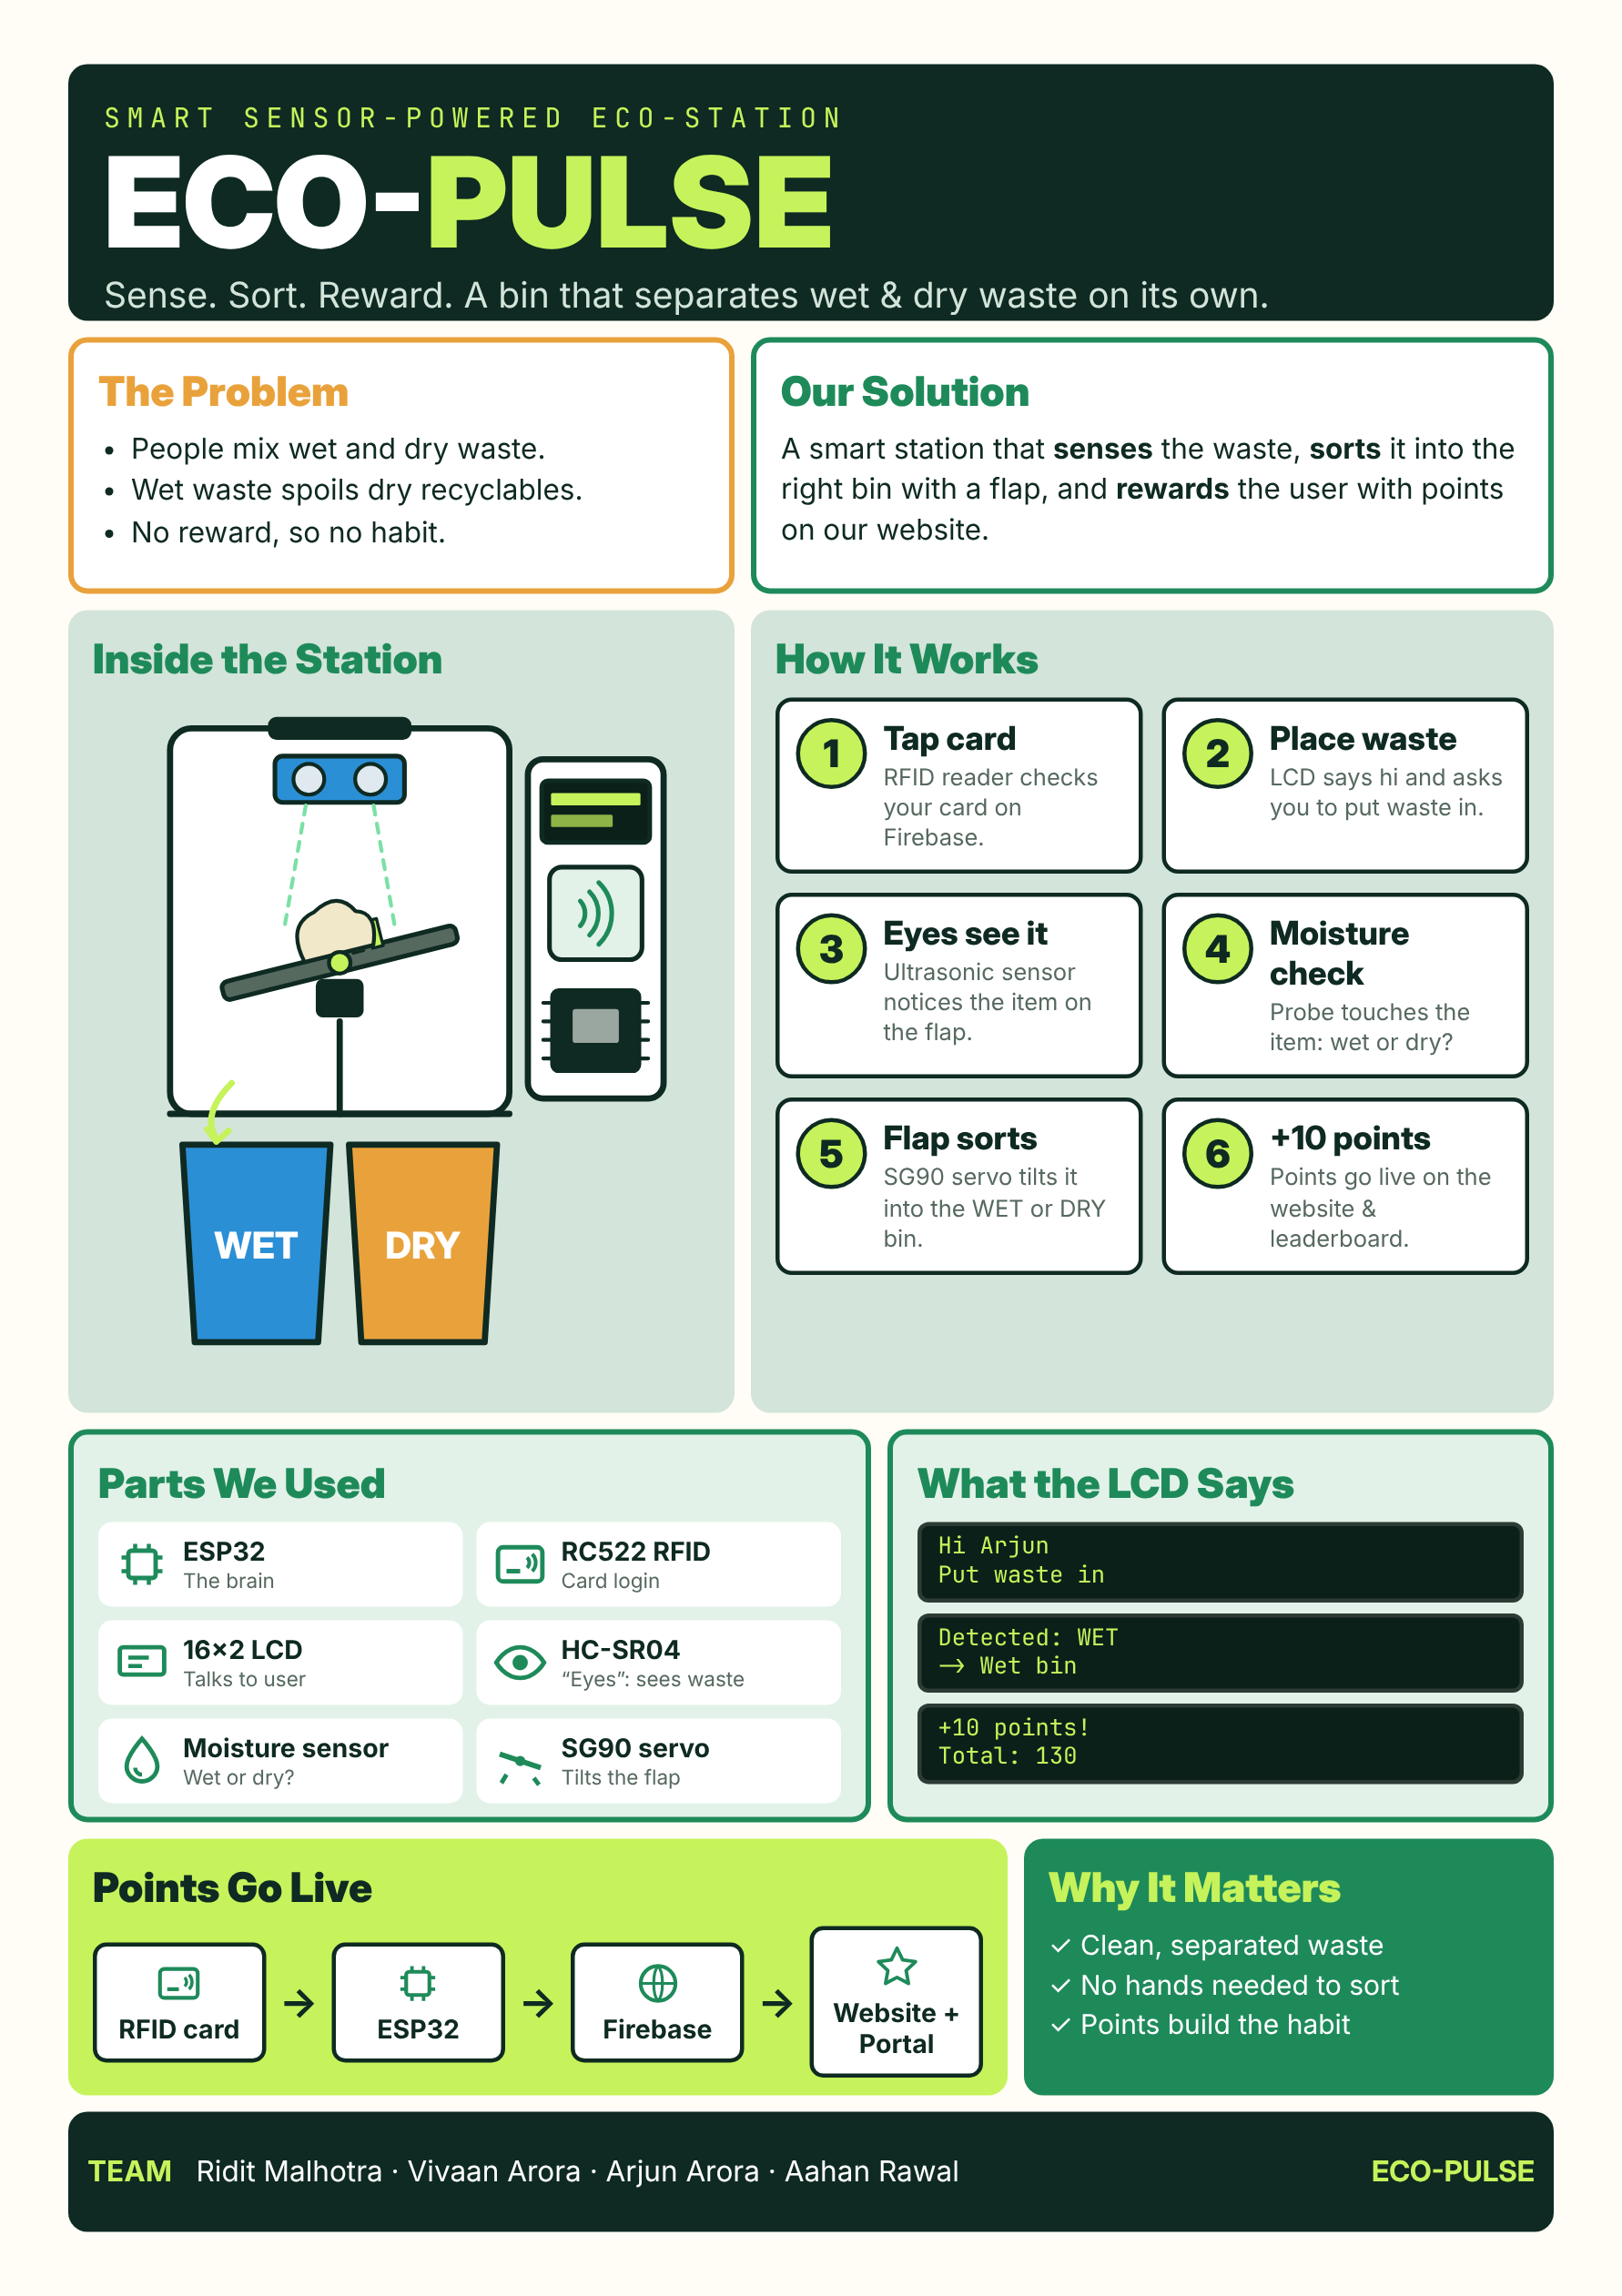 SMART SENSOR-POWERED ECO-STATION
ECO-PULSE
Sense. Sort. Reward. A bin that separates wet & dry waste on its own.
The Problem
• People mix wet and dry waste.
• Wet waste spoils dry recyclables.
• No reward, so no habit.
Our Solution
A smart station that senses the waste, sorts it into the
right bin with a flap, and rewards the user with points
on our website.
Inside the Station
WET
DRY
How It Works
1
Tap card
RFID reader checks
your card on
Firebase.
2
Place waste
LCD says hi and asks
you to put waste in.
3
Eyes see it
Ultrasonic sensor
notices the item on
the flap.
4
Moisture
check
Probe touches the
item: wet or dry?
5
Flap sorts
SG90 servo tilts it
into the WET or DRY
bin.
6
+10 points
Points go live on the
website &
leaderboard.
Parts We Used
ESP32
The brain
RC522 RFID
Card login
16×2 LCD
Talks to user
HC-SR04
“Eyes”: sees waste
Moisture sensor
Wet or dry?
SG90 servo
Tilts the flap
What the LCD Says
Hi Arjun
Put waste in
Detected: WET
→ Wet bin
+10 points!
Total: 130
Points Go Live
RFID card
→
ESP32
→
Firebase
→
Website +
Portal
Why It Matters
✓ Clean, separated waste
✓ No hands needed to sort
✓ Points build the habit
TEAM Ridit Malhotra · Vivaan Arora · Arjun Arora · Aahan Rawal
ECO-PULSE